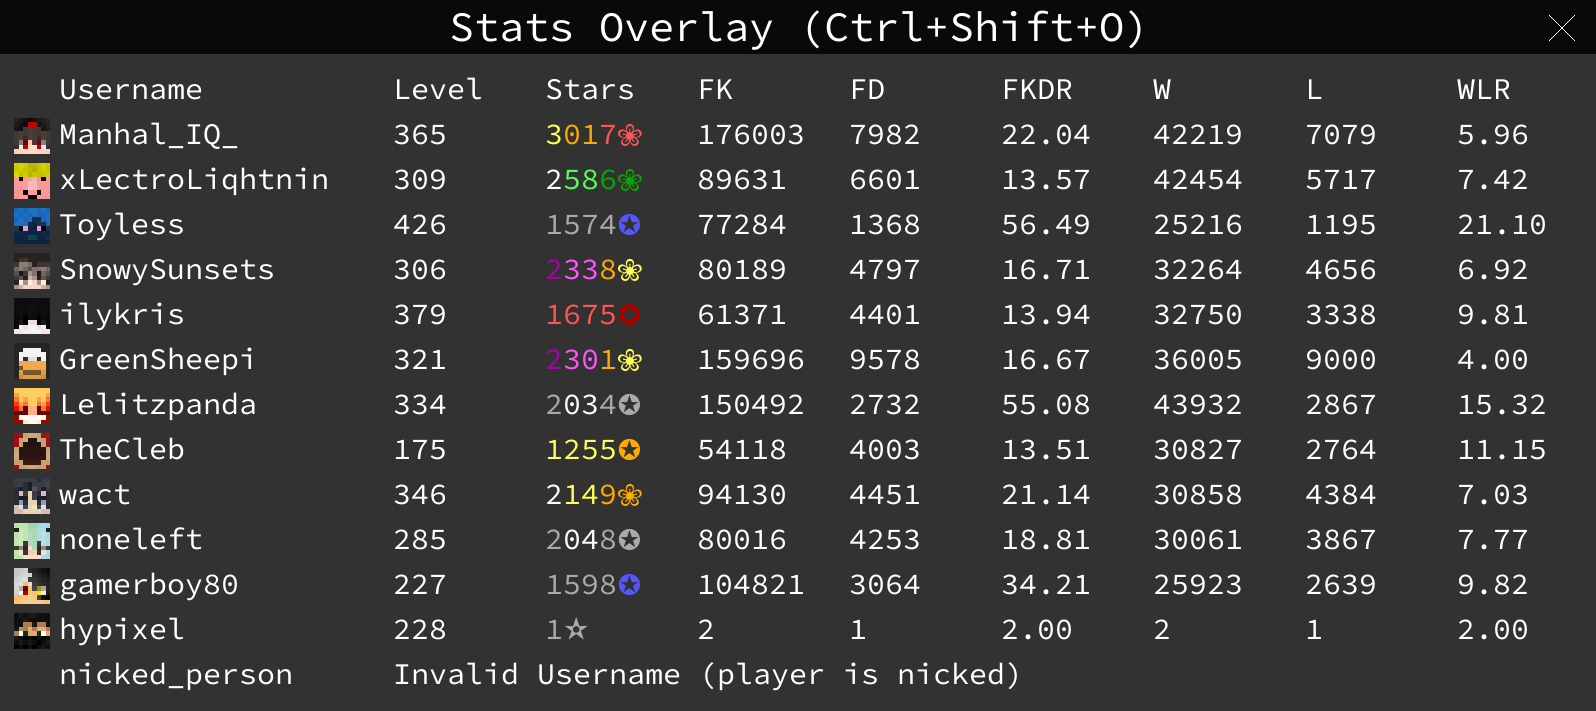 Stats Overlay (Ctrl+Shift+O)
Username Level Stars FK FD FKDR W L WLR
Manhal_IQ_ 365 3017❀ 176003 7982 22.04 42219 7079 5.96
xLectroLiqhtnin 309 2586❀ 89631 6601 13.57 42454 5717 7.42
Toyless 426 1574✪ 77284 1368 56.49 25216 1195 21.10
SnowySunsets 306 2338❀ 80189 4797 16.71 32264 4656 6.92
ilykris 379 1675✪ 61371 4401 13.94 32750 3338 9.81
GreenSheepi 321 2301❀ 159696 9578 16.67 36005 9000 4.00
Lelitzpanda 334 2034✪ 150492 2732 55.08 43932 2867 15.32
TheCleb 175 1255✪ 54118 4003 13.51 30827 2764 11.15
wact 346 2149❀ 94130 4451 21.14 30858 4384 7.03
noneleft 285 2048✪ 80016 4253 18.81 30061 3867 7.77
gamerboy80 227 1598✪ 104821 3064 34.21 25923 2639 9.82
hypixel 228 1☆ 2 1 2.00 2 1 2.00
nicked_person Invalid Username (player is nicked)